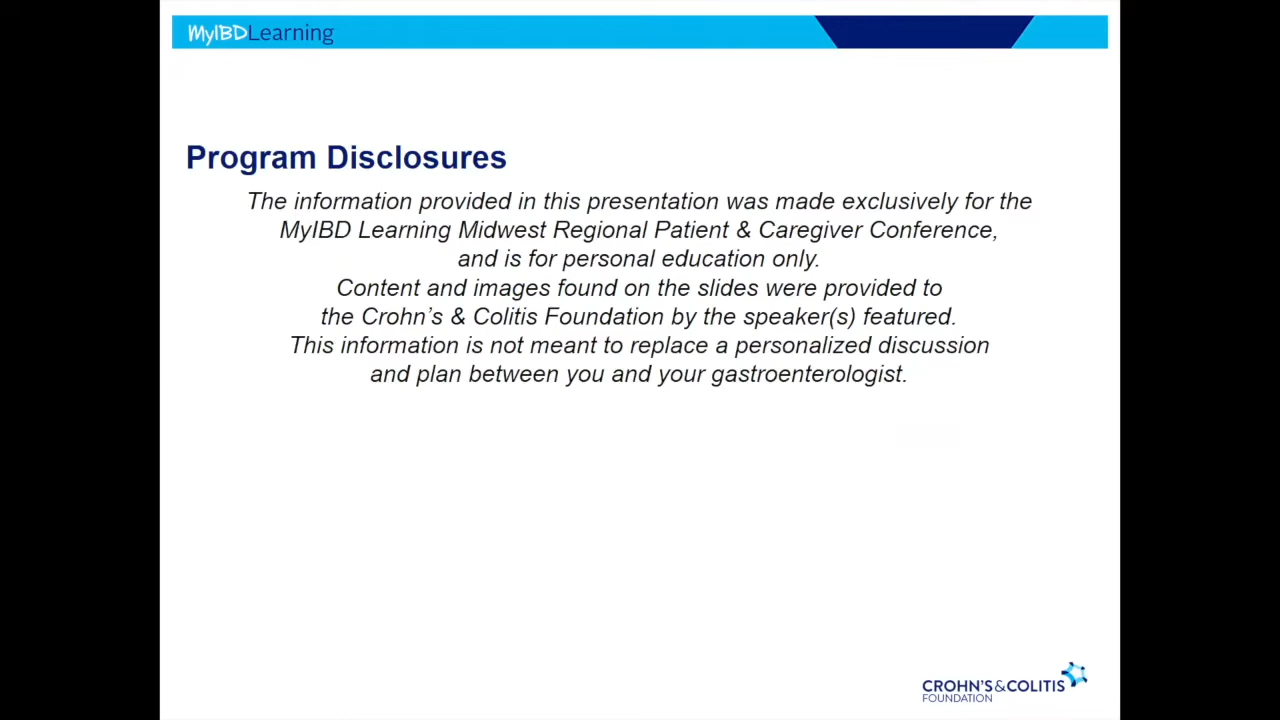 MyIBDLearning
Program Disclosures
The information provided in this presentation was made exclusively for the
MyIBD Learning Midwest Regional Patient & Caregiver Conference,
and is for personal education only.
Content and images found on the slides were provided to
the Crohn’s & Colitis Foundation by the speaker(s) featured.
This information is not meant to replace a personalized discussion
and plan between you and your gastroenterologist.
CROHN’S & COLITIS
FOUNDATION